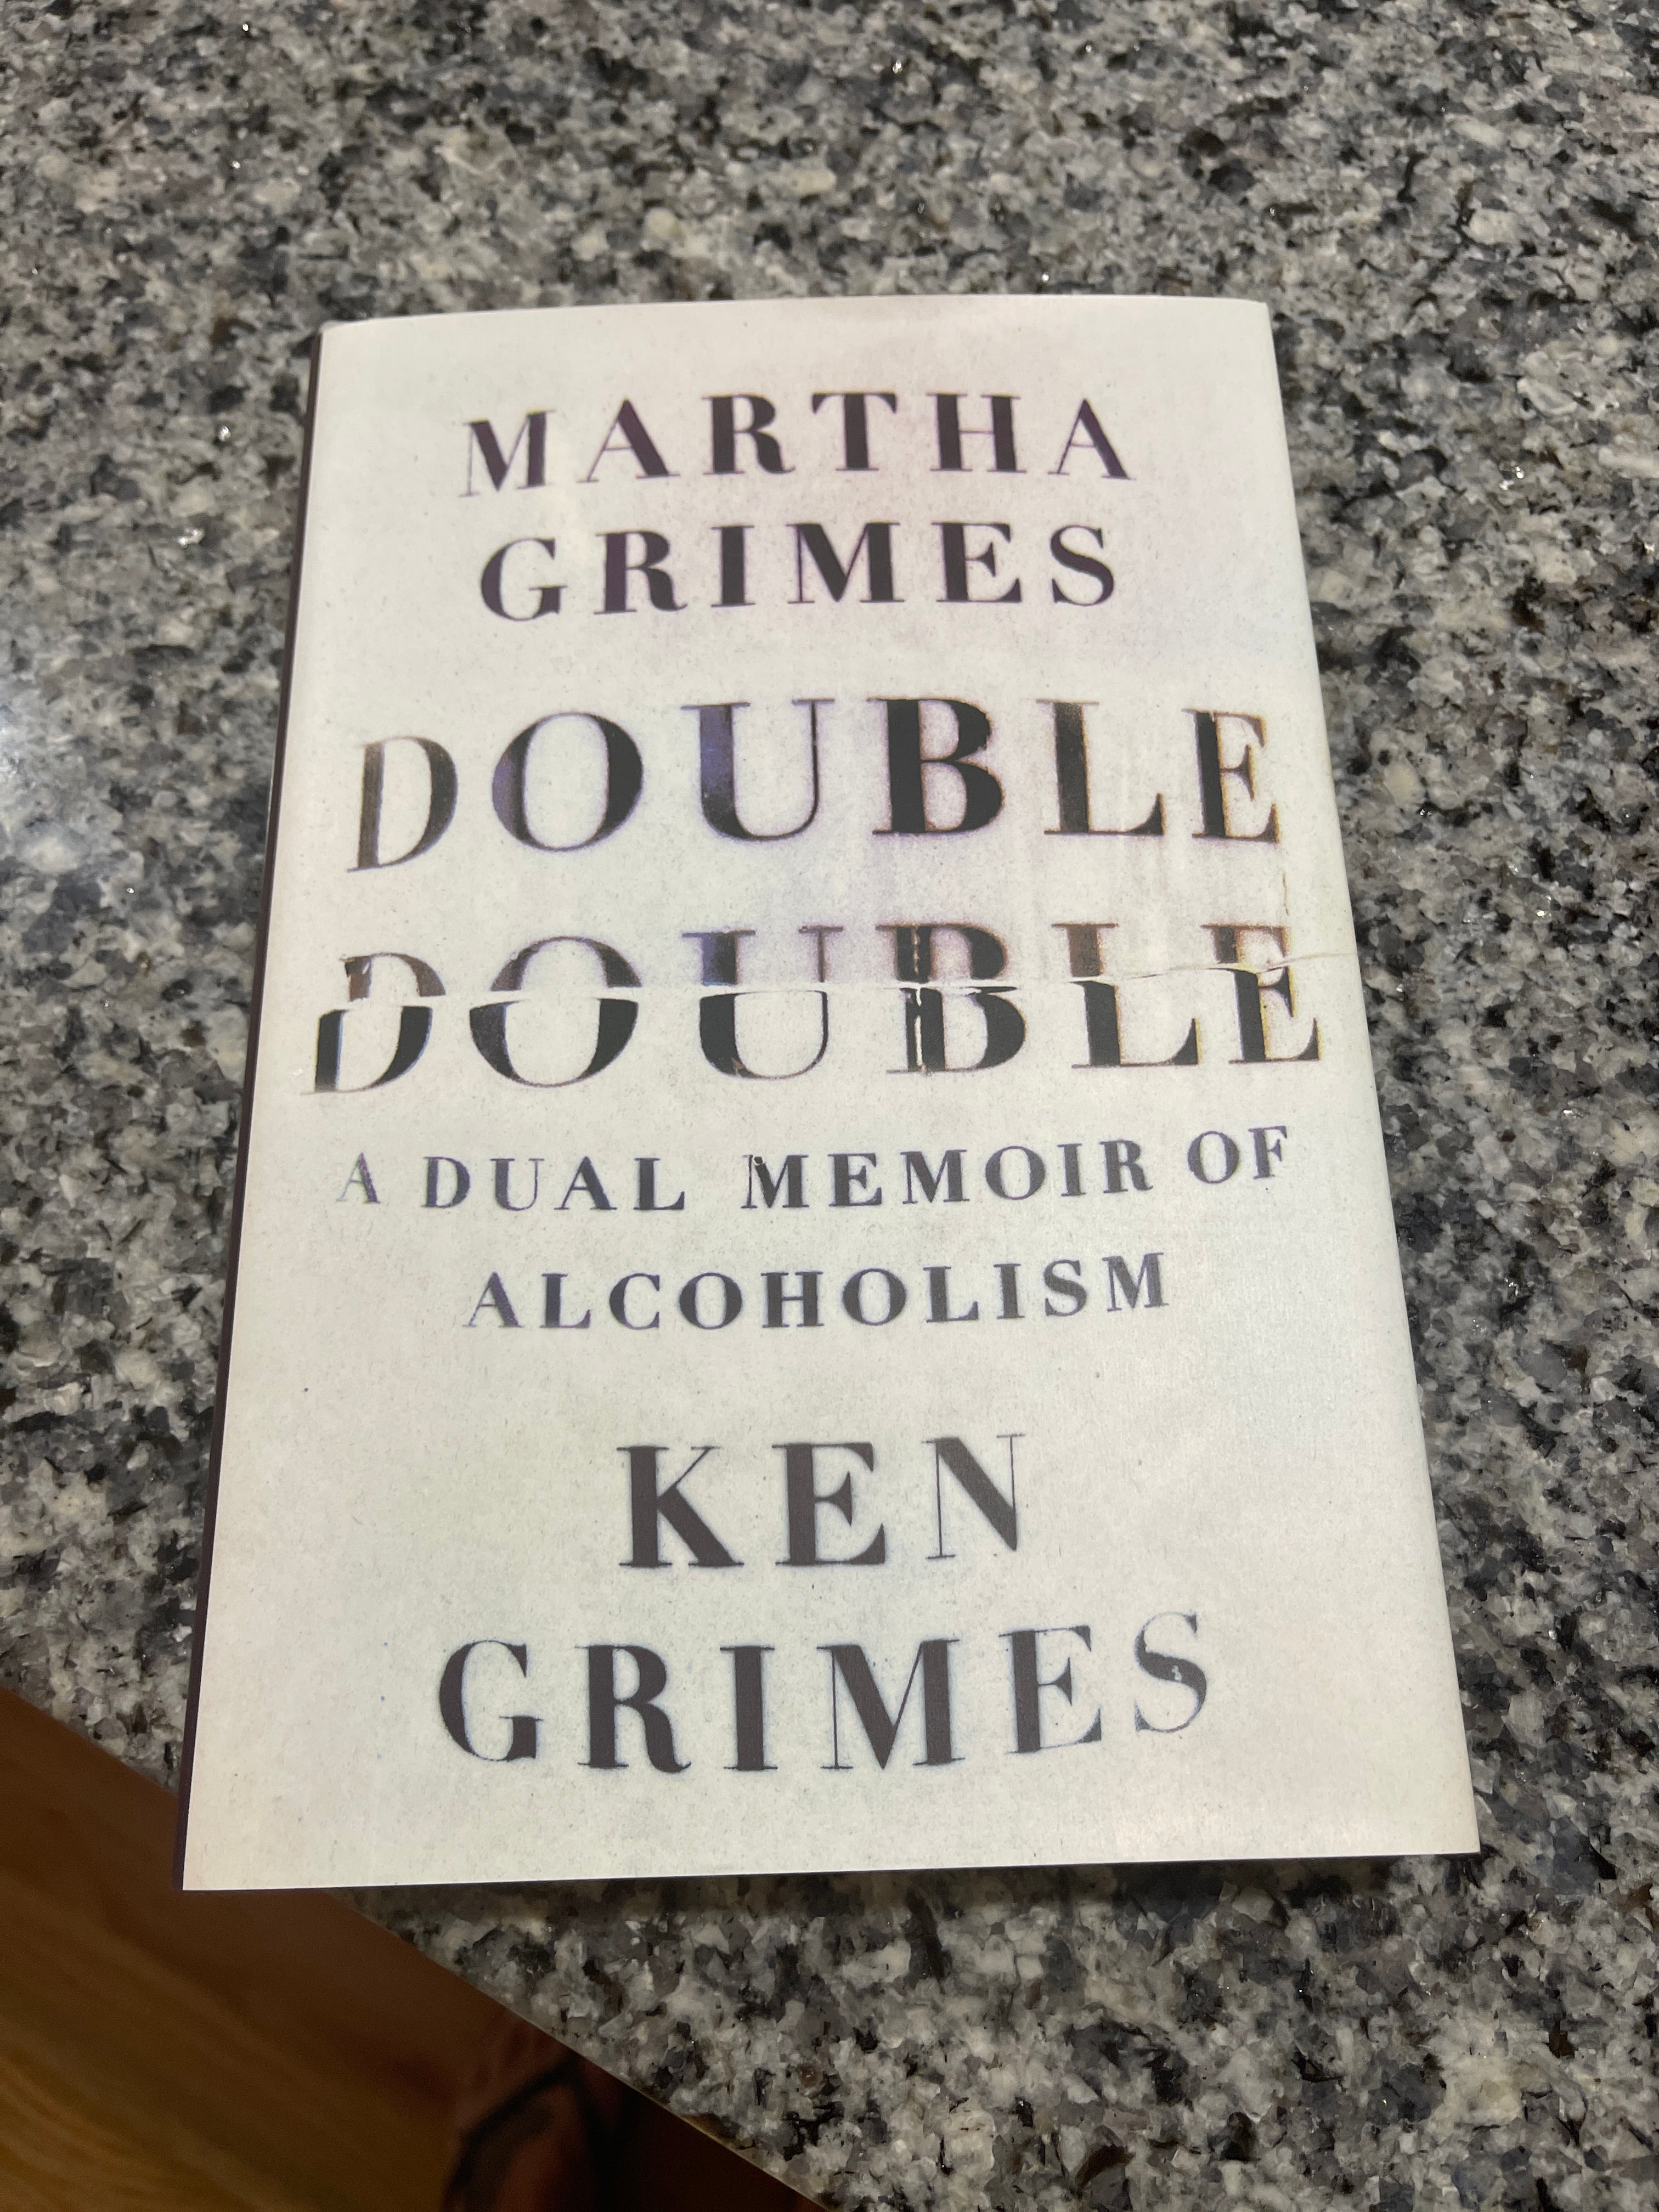 MARTHA
GRIMES
DOUBLE
DOUBLE
A DUAL MEMOIR OF
ALCOHOLISM
KEN
GRIMES